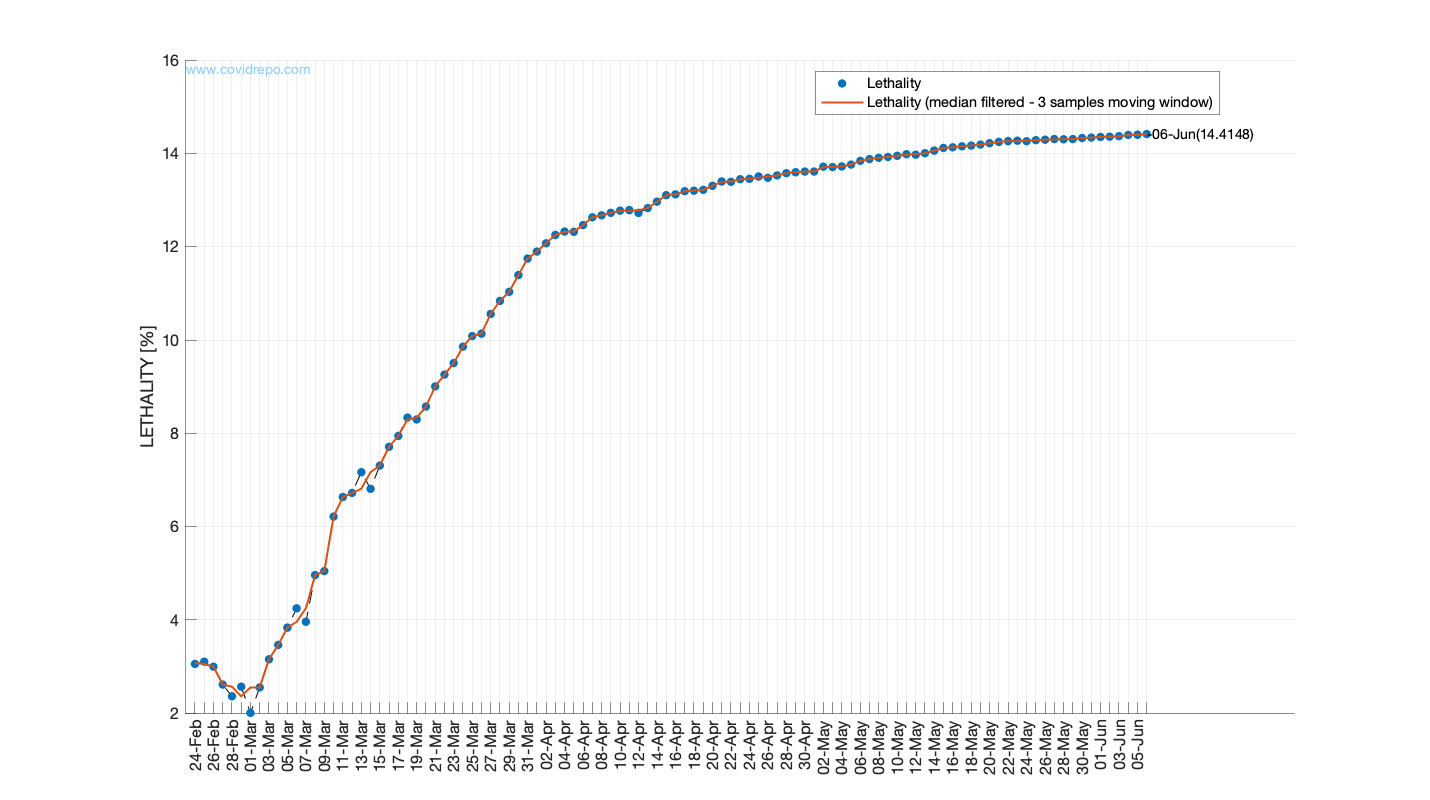 16
www.covidrepo.com
Lethality
Lethality (median filtered - 3 samples moving window)
06-Jun(14.4148)
14
12
10
8
6
4
2
LETHALITY [%]
24-Feb
26-Feb
28-Feb
01-Mar
03-Mar
05-Mar
07-Mar
09-Mar
11-Mar
13-Mar
15-Mar
17-Mar
19-Mar
21-Mar
23-Mar
25-Mar
27-Mar
29-Mar
31-Mar
02-Apr
04-Apr
06-Apr
08-Apr
10-Apr
12-Apr
14-Apr
16-Apr
18-Apr
20-Apr
22-Apr
24-Apr
26-Apr
28-Apr
30-Apr
02-May
04-May
06-May
08-May
10-May
12-May
14-May
16-May
18-May
20-May
22-May
24-May
26-May
28-May
30-May
01-Jun
03-Jun
05-Jun